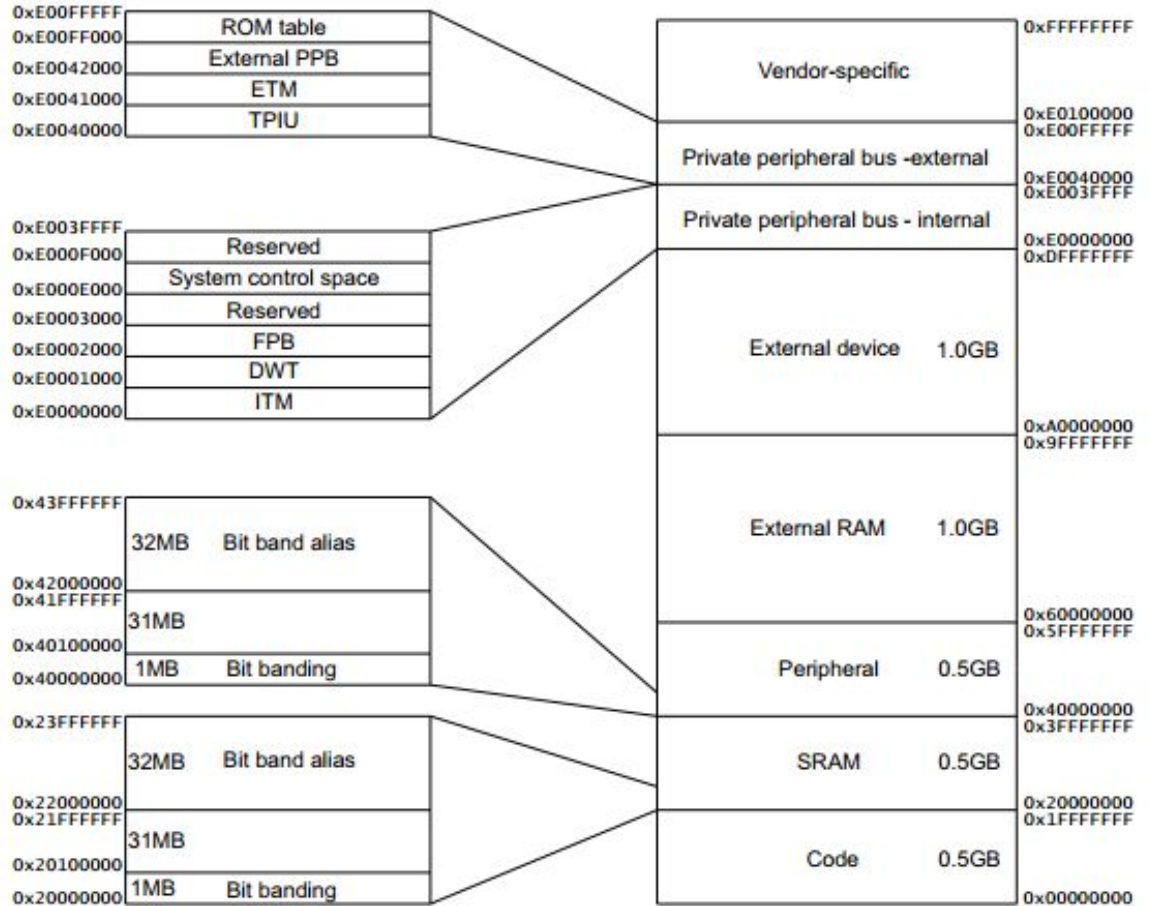 0xE00FFFFF
ROM table
0xE00FF000
External PPB
0xE0042000
ETM
0xE0041000
TPIU
0xE0040000
0xE003FFFF
Reserved
0xE000F000
System control space
0xE000E000
Reserved
0xE0003000
FPB
0xE0002000
DWT
0xE0001000
ITM
0xE0000000
0x43FFFFFF
32MB Bit band alias
0x42000000
0x41FFFFFF
31MB
0x40100000
1MB Bit banding
0x40000000
0x23FFFFFF
32MB Bit band alias
0x22000000
0x21FFFFFF
31MB
0x20100000
1MB Bit banding
0x20000000
0xFFFFFFFF
Vendor-specific
0xE0100000
0xE00FFFFF
Private peripheral bus -external
0xE0040000
0xE003FFFF
Private peripheral bus - internal
0xE0000000
0xDFFFFFFF
External device 1.0GB
0xA0000000
0x9FFFFFFF
External RAM 1.0GB
0x60000000
0x5FFFFFFF
Peripheral 0.5GB
0x40000000
0x3FFFFFFF
SRAM 0.5GB
0x20000000
0x1FFFFFFF
Code 0.5GB
0x00000000